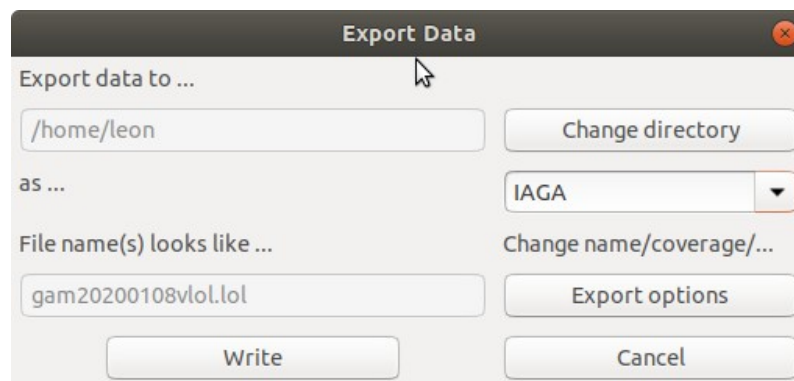 Export Data
Export data to ...
/home/leon
Change directory
as ...
IAGA
File name(s) looks like ...
Change name/coverage/...
gam20200108vlol.lol
Export options
Write
Cancel